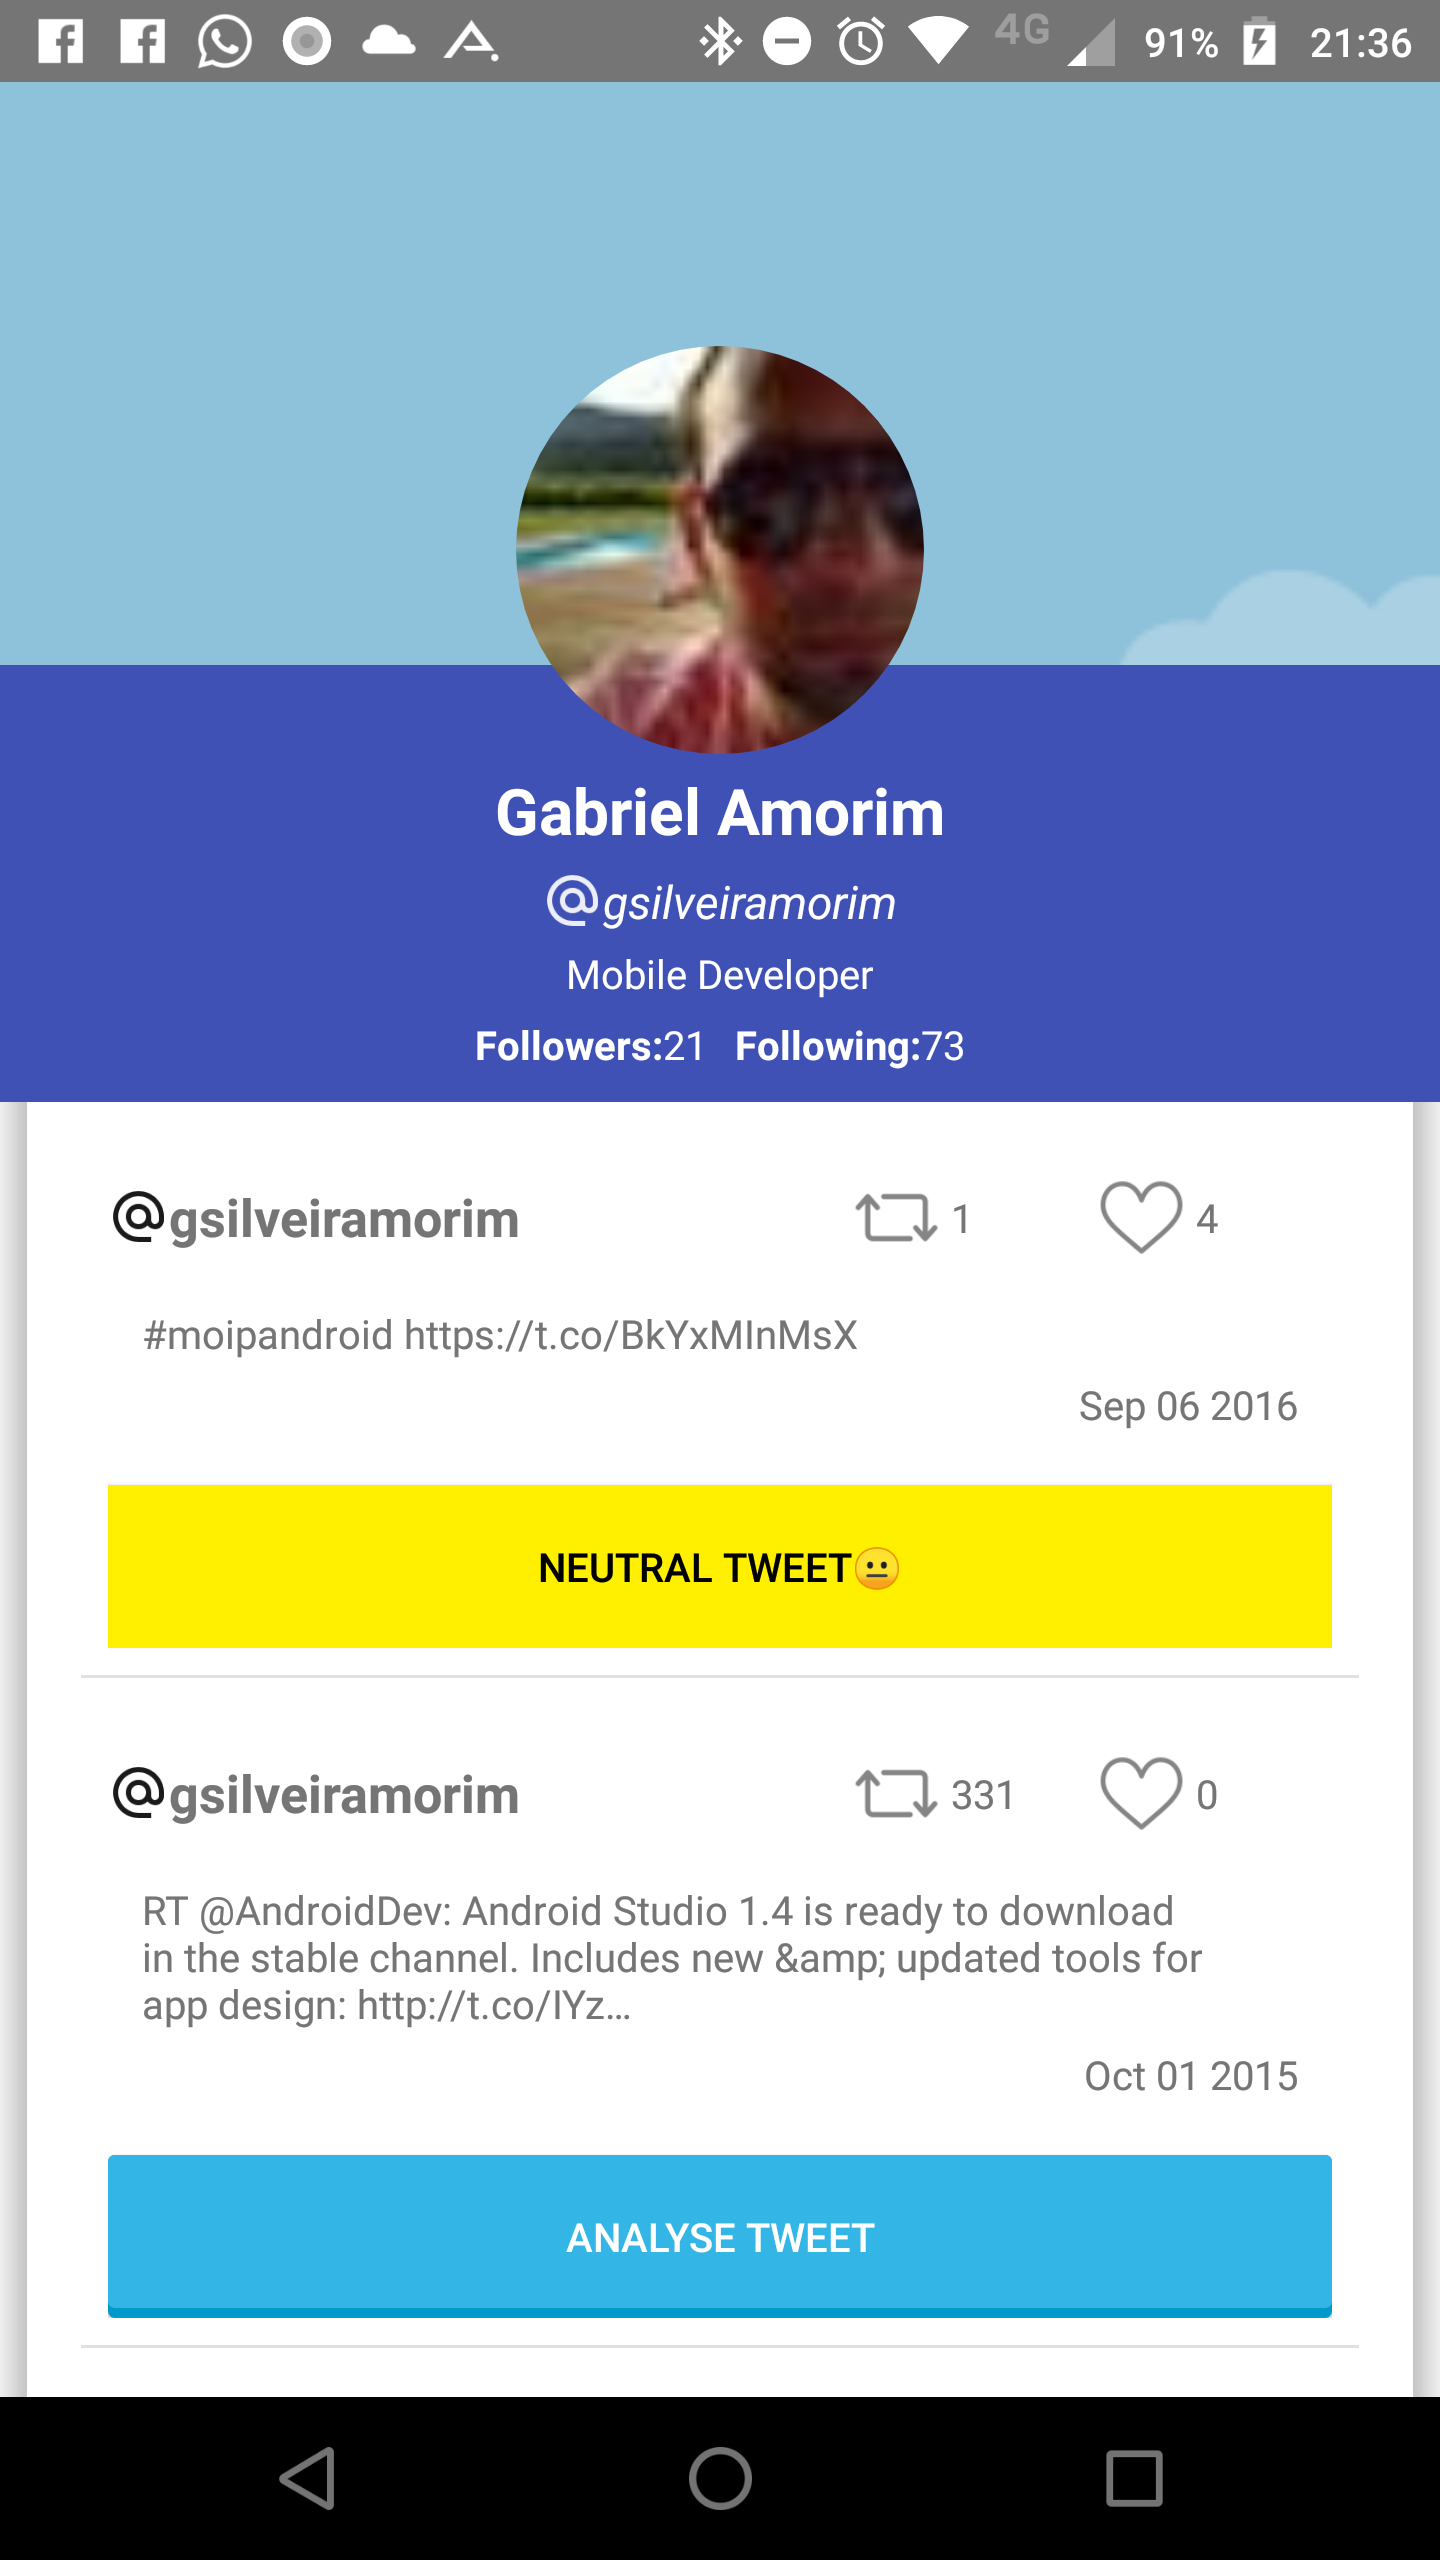 4G 91% 21:36
Gabriel Amorim
@gsilveiramorim
Mobile Developer
Followers:21 Following:73
@gsilveiramorim 1 4
#moipandroid https://t.co/BkYxMInMsX
Sep 06 2016
NEUTRAL TWEET😐
@gsilveiramorim 331 0
RT @AndroidDev: Android Studio 1.4 is ready to download
in the stable channel. Includes new &amp; updated tools for
app design: http://t.co/IYz…
Oct 01 2015
ANALYSE TWEET